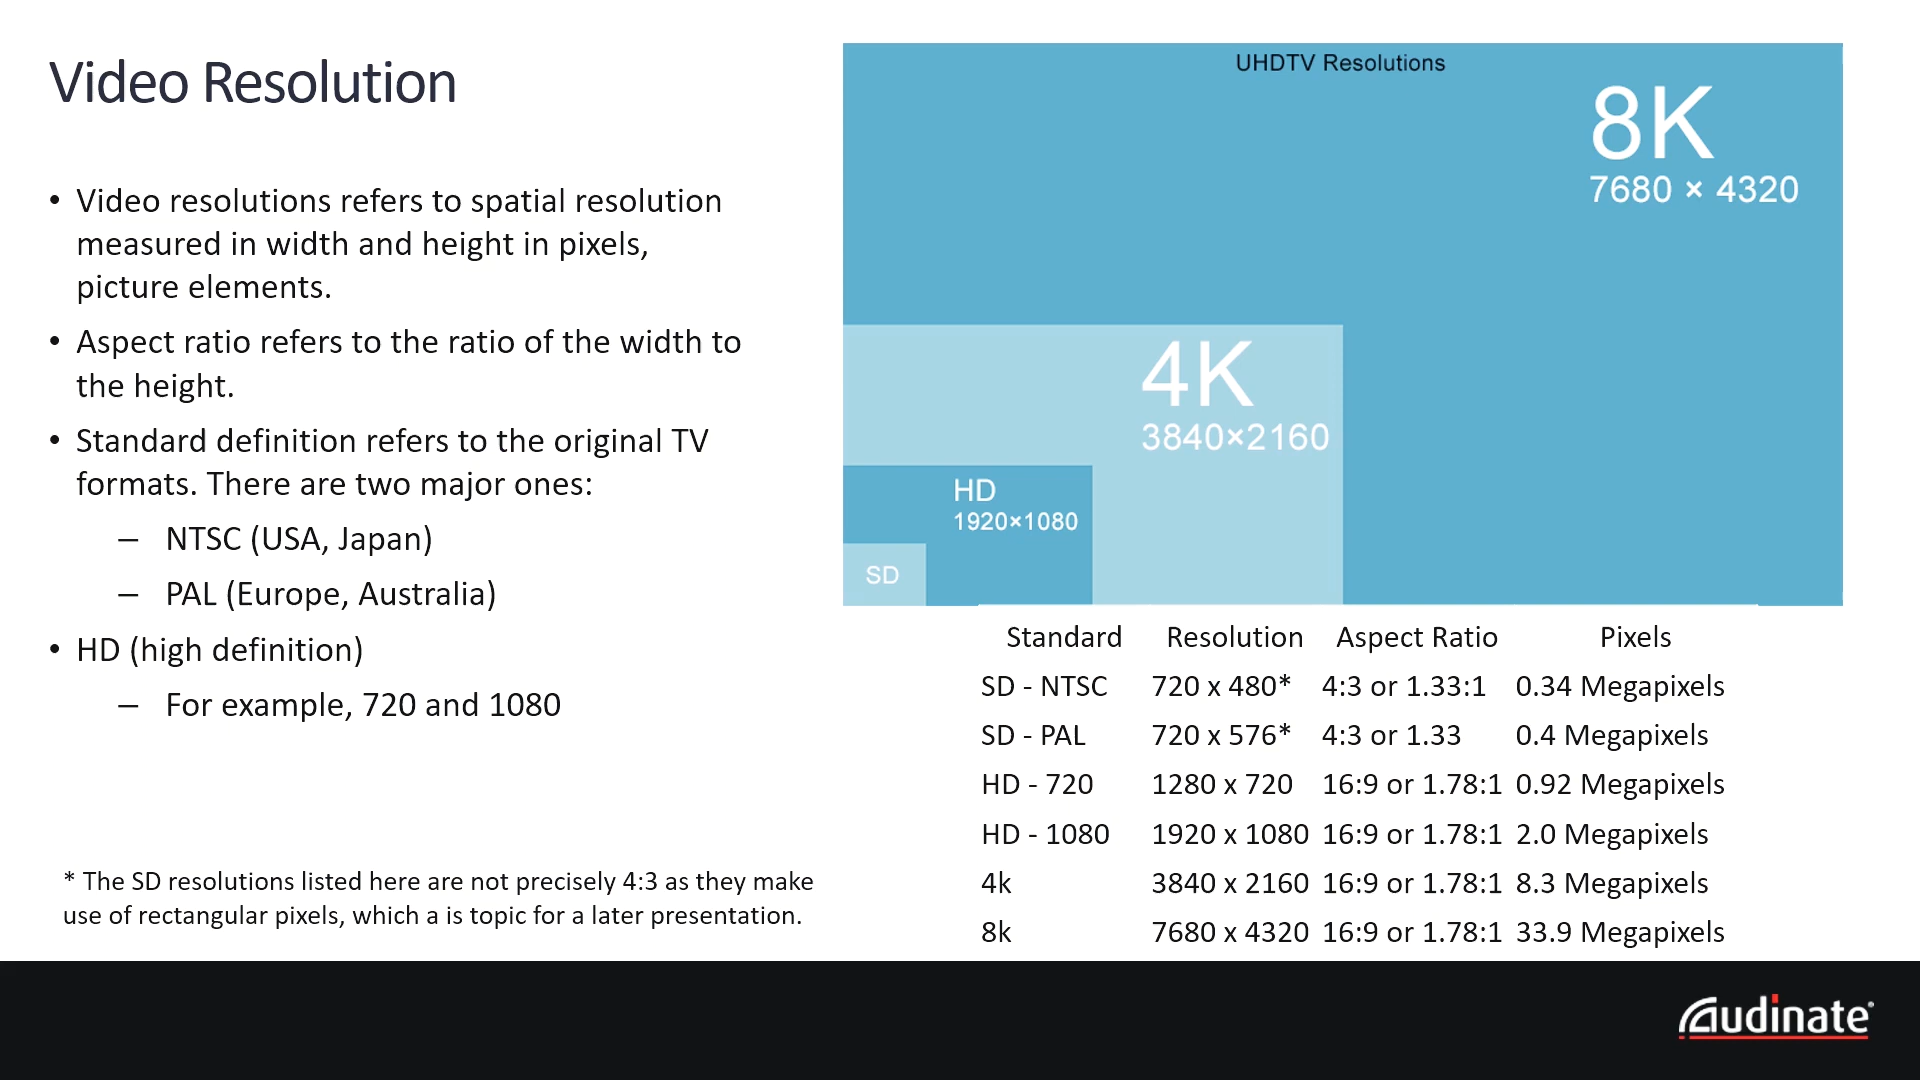 Video Resolution
• Video resolutions refers to spatial resolution
measured in width and height in pixels,
picture elements.
• Aspect ratio refers to the ratio of the width to
the height.
• Standard definition refers to the original TV
formats. There are two major ones:
– NTSC (USA, Japan)
– PAL (Europe, Australia)
• HD (high definition)
– For example, 720 and 1080
* The SD resolutions listed here are not precisely 4:3 as they make
use of rectangular pixels, which a is topic for a later presentation.
UHDTV Resolutions
8K
7680 × 4320
4K
3840×2160
HD
1920×1080
SD
Standard Resolution Aspect Ratio Pixels
SD - NTSC 720 x 480* 4:3 or 1.33:1 0.34 Megapixels
SD - PAL 720 x 576* 4:3 or 1.33 0.4 Megapixels
HD - 720 1280 x 720 16:9 or 1.78:1 0.92 Megapixels
HD - 1080 1920 x 1080 16:9 or 1.78:1 2.0 Megapixels
4k 3840 x 2160 16:9 or 1.78:1 8.3 Megapixels
8k 7680 x 4320 16:9 or 1.78:1 33.9 Megapixels
Audinate